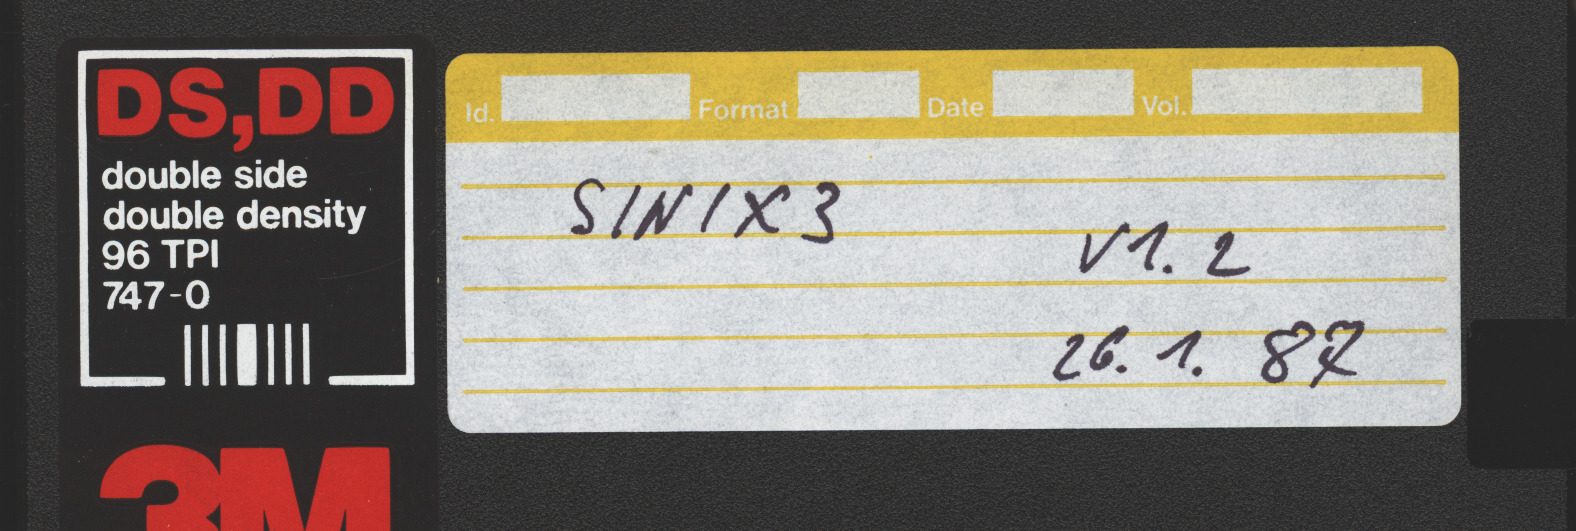 DS,DD
double side
double density
96 TPI
747-0
3M
Id. Format Date Vol.
SINIX3
V1.2
26.1.87